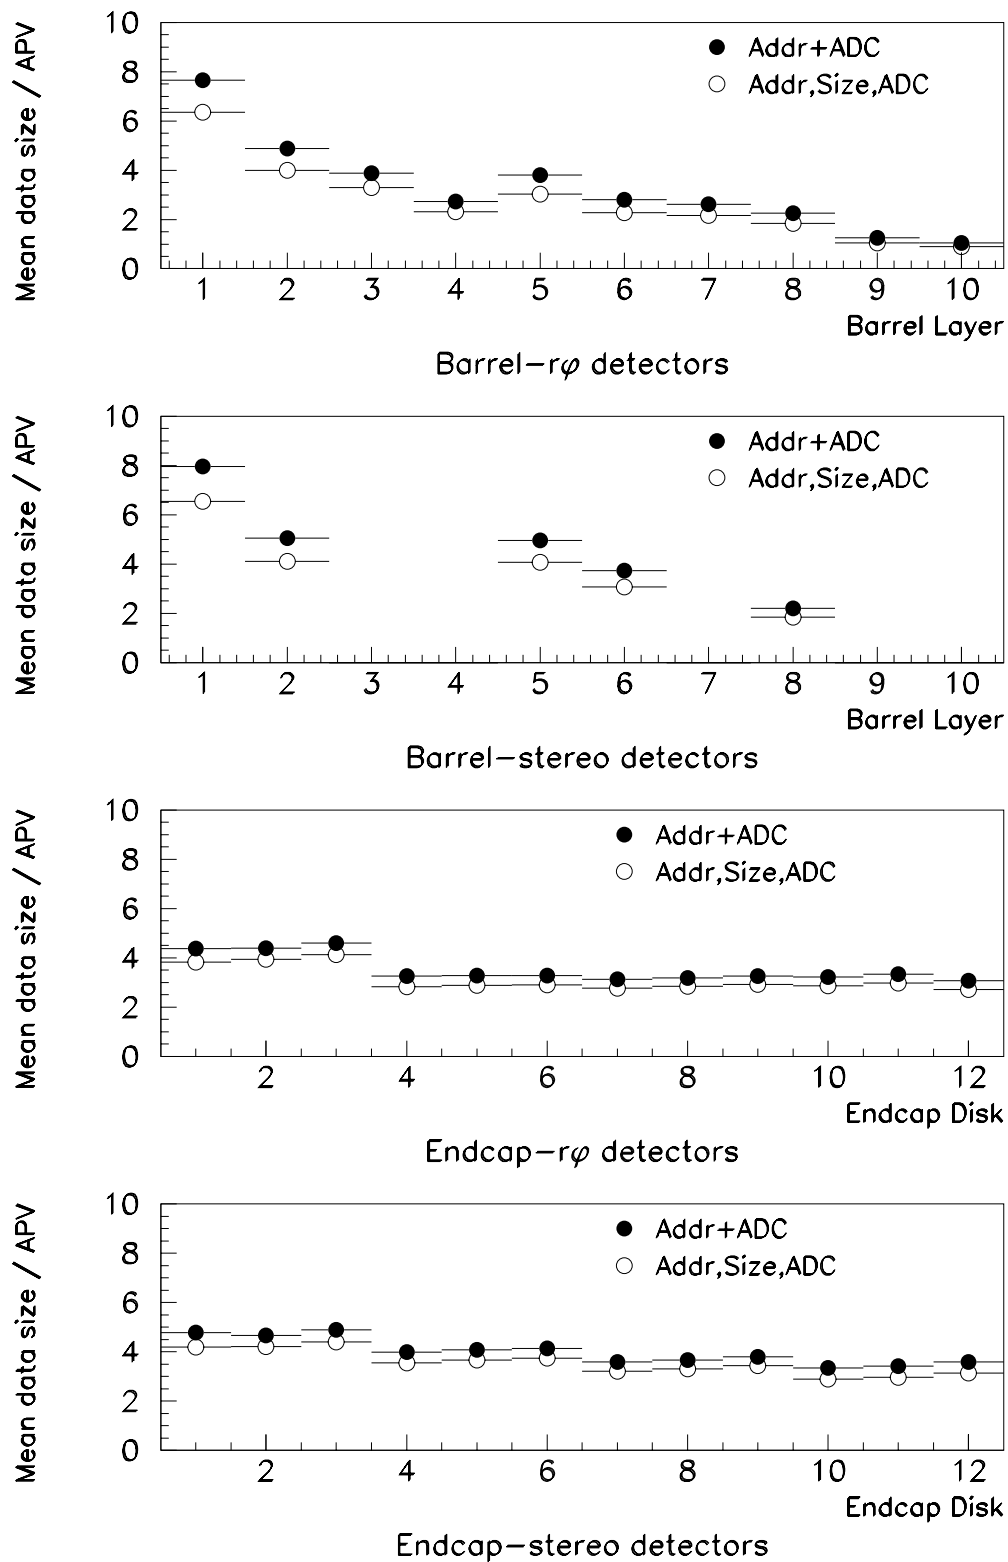 Mean data size / APV
10
8
6
4
2
0
Addr+ADC
Addr,Size,ADC
1 2 3 4 5 6 7 8 9 10
Barrel Layer
Barrel-rφ detectors
Mean data size / APV
10
8
6
4
2
0
Addr+ADC
Addr,Size,ADC
1 2 3 4 5 6 7 8 9 10
Barrel Layer
Barrel-stereo detectors
Mean data size / APV
10
8
6
4
2
0
Addr+ADC
Addr,Size,ADC
2 4 6 8 10 12
Endcap Disk
Endcap-rφ detectors
Mean data size / APV
10
8
6
4
2
0
Addr+ADC
Addr,Size,ADC
2 4 6 8 10 12
Endcap Disk
Endcap-stereo detectors